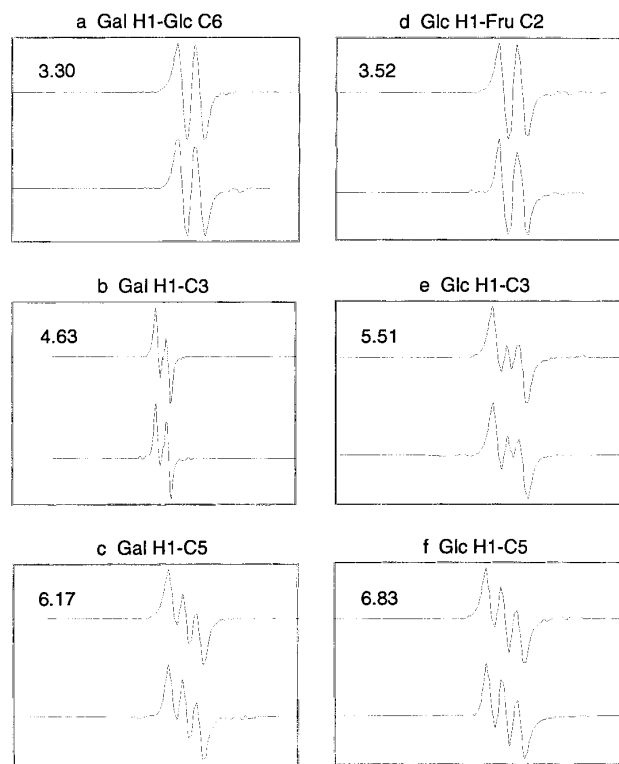 a Gal H1-Glc C6
3.30
d Glc H1-Fru C2
3.52
b Gal H1-C3
4.63
e Glc H1-C3
5.51
c Gal H1-C5
6.17
f Glc H1-C5
6.83